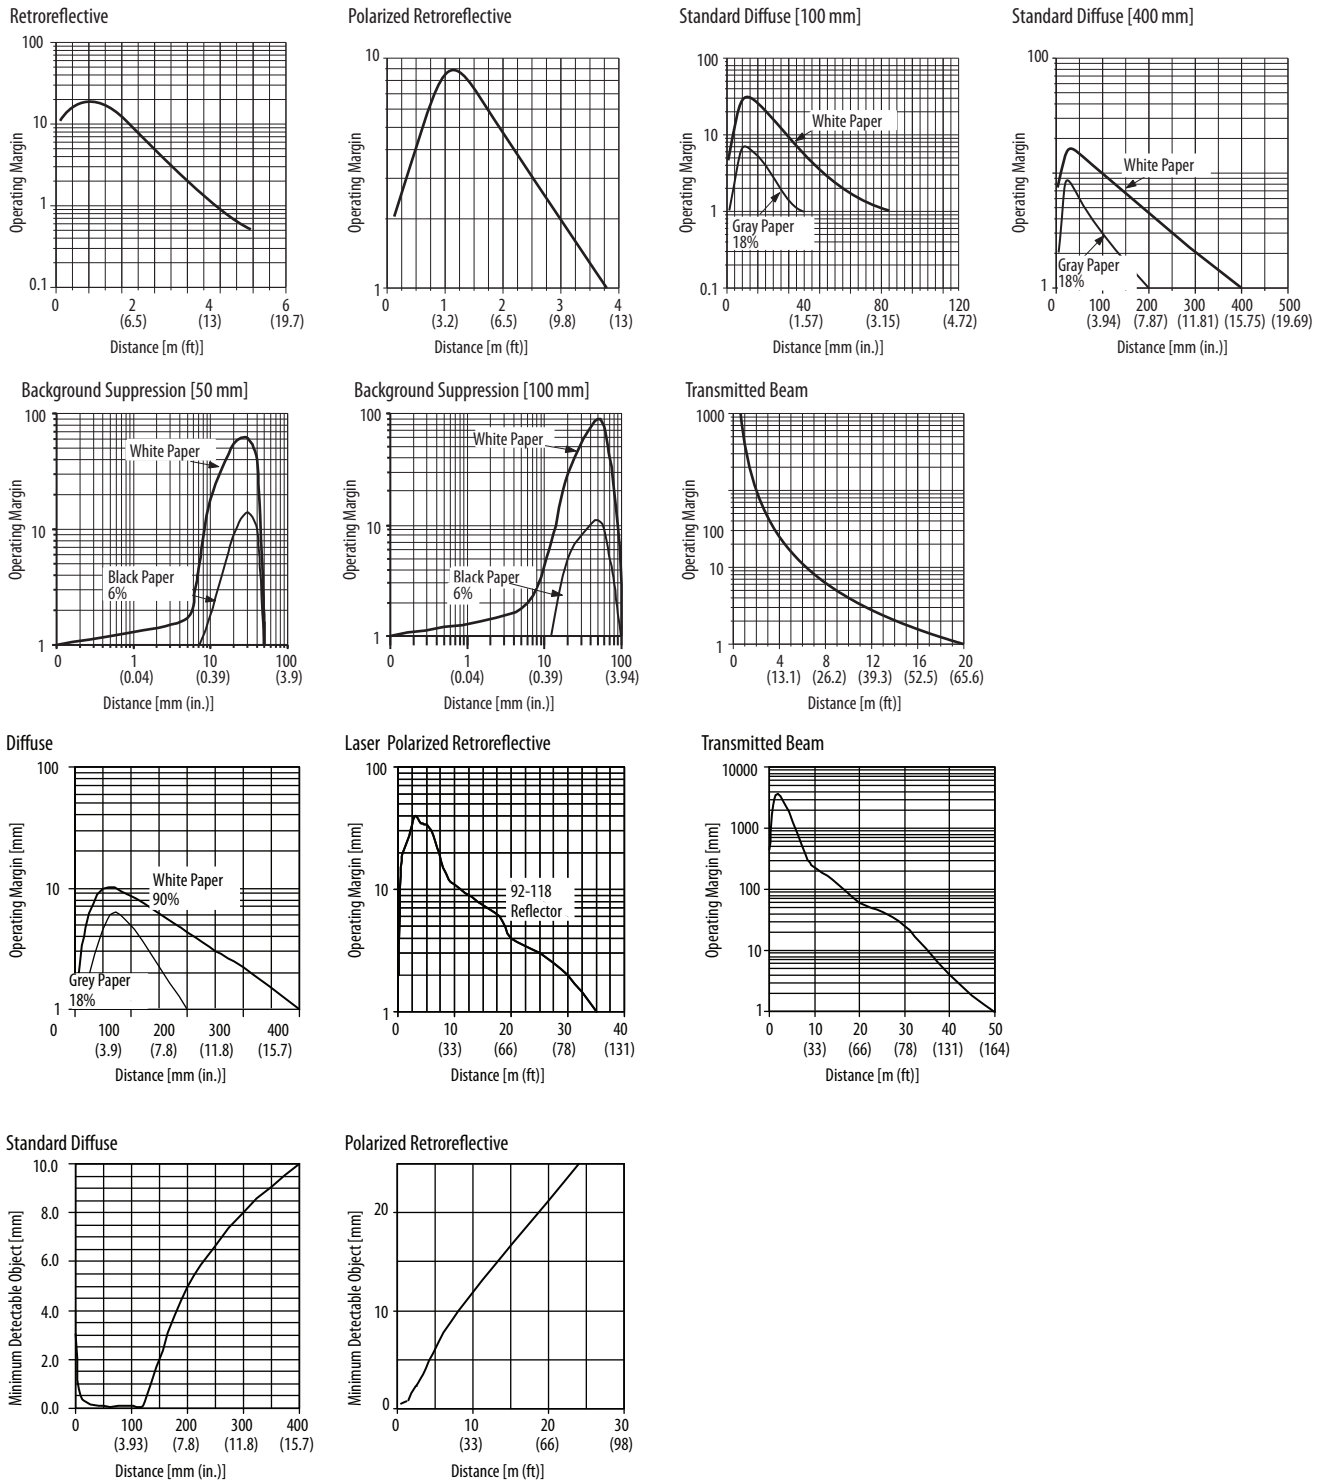 Retroreflective
100
10
1
0.1
Operating Margin
0 2 4 6
(6.5) (13) (19.7)
Distance [m (ft)]
Polarized Retroreflective
10
1
Operating Margin
0 1 2 3 4
(3.2) (6.5) (9.8) (13)
Distance [m (ft)]
Standard Diffuse [100 mm]
100
10
1
0.1
Operating Margin
White Paper
Gray Paper
18%
0 40 80 120
(1.57) (3.15) (4.72)
Distance [mm (in.)]
Standard Diffuse [400 mm]
100
1
Operating Margin
White Paper
Gray Paper
18%
0 100 200 300 400 500
(3.94) (7.87) (11.81) (15.75) (19.69)
Distance [mm (in.)]
Background Suppression [50 mm]
100
10
1
Operating Margin
White Paper
Black Paper
6%
0 1 10 100
(0.04) (0.39) (3.9)
Distance [mm (in.)]
Background Suppression [100 mm]
100
10
1
Operating Margin
White Paper
Black Paper
6%
0 1 10 100
(0.04) (0.39) (3.94)
Distance [mm (in.)]
Transmitted Beam
1000
100
10
1
Operating Margin
0 4 8 12 16 20
(13.1) (26.2) (39.3) (52.5) (65.6)
Distance [m (ft)]
Diffuse
100
10
1
Operating Margin [mm]
White Paper
90%
Grey Paper
18%
0 100 200 300 400
(3.9) (7.8) (11.8) (15.7)
Distance [mm (in.)]
Laser Polarized Retroreflective
100
10
1
Operating Margin [mm]
92-118
Reflector
0 10 20 30 40
(33) (66) (78) (131)
Distance [m (ft)]
Transmitted Beam
10000
1000
100
10
1
Operating Margin [mm]
0 10 20 30 40 50
(33) (66) (78) (131) (164)
Distance [m (ft)]
Standard Diffuse
10.0
8.0
6.0
4.0
2.0
0.0
Minimum Detectable Object [mm]
0 100 200 300 400
(3.93) (7.8) (11.8) (15.7)
Distance [mm (in.)]
Polarized Retroreflective
20
10
0
Minimum Detectable Object [mm]
0 10 20 30
(33) (66) (98)
Distance [m (ft)]